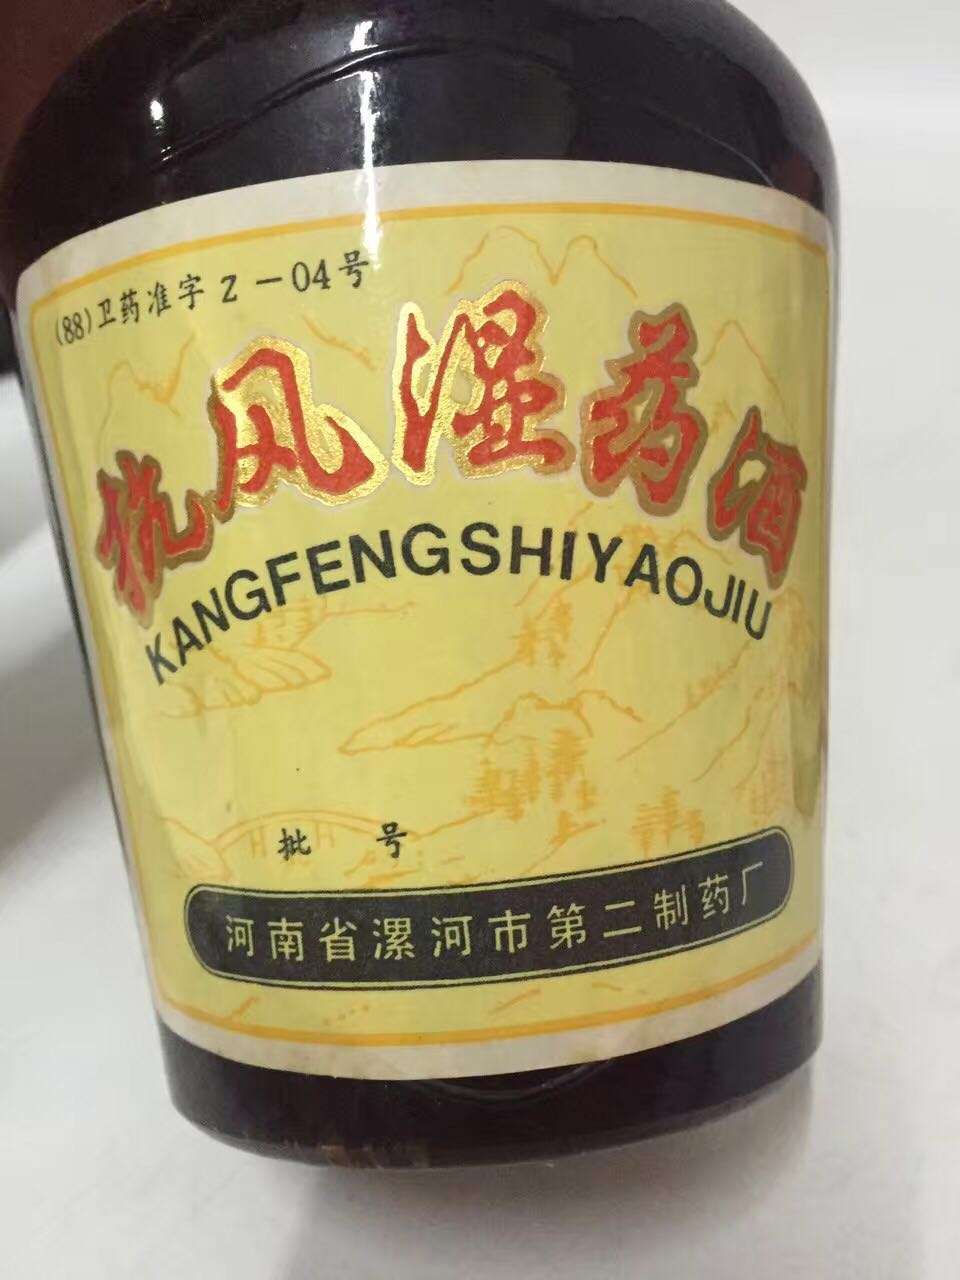 (88)卫药准字Z-04号
抗风湿药酒
KANGFENGSHIYAOJIU
批 号
河南省漯河市第二制药厂